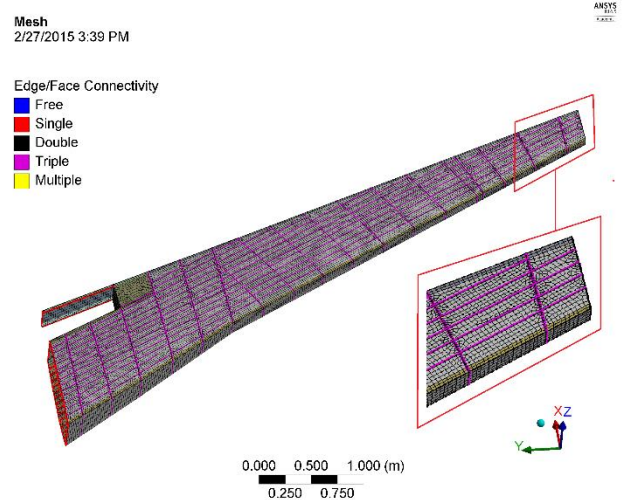 ANSYS
Mesh
2/27/2015 3:39 PM
Edge/Face Connectivity
Free
Single
Double
Triple
Multiple
X Z
Y
0.000 0.500 1.000 (m)
0.250 0.750